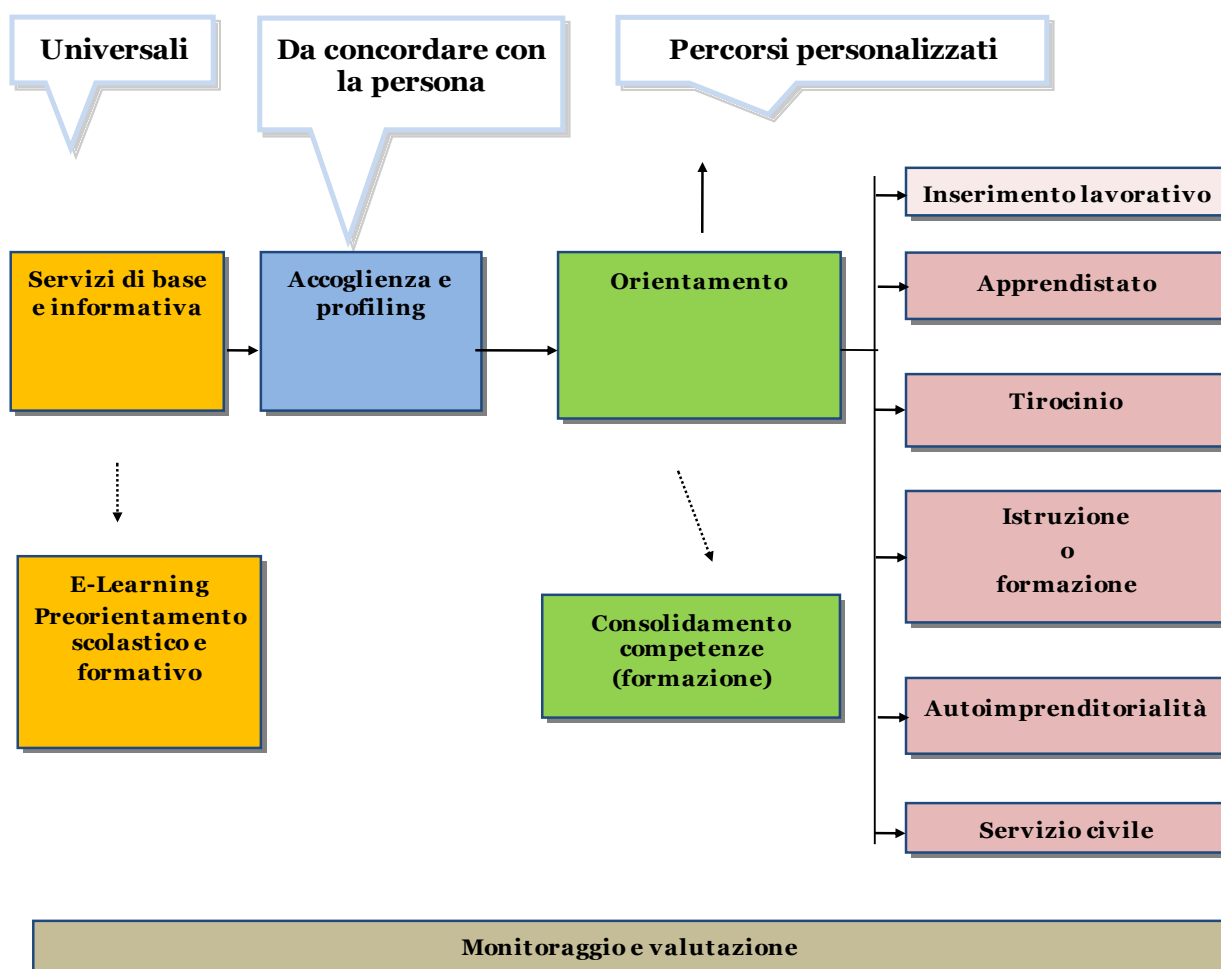 Universali
Da concordare con
la persona
Percorsi personalizzati
Inserimento lavorativo
Servizi di base
e informativa
Accoglienza e
profiling
Orientamento
Apprendistato
Tirocinio
Istruzione
o
formazione
E-Learning
Preorientamento
scolastico e
formativo
Consolidamento
competenze
(formazione)
Autoimprenditorialità
Servizio civile
Monitoraggio e valutazione